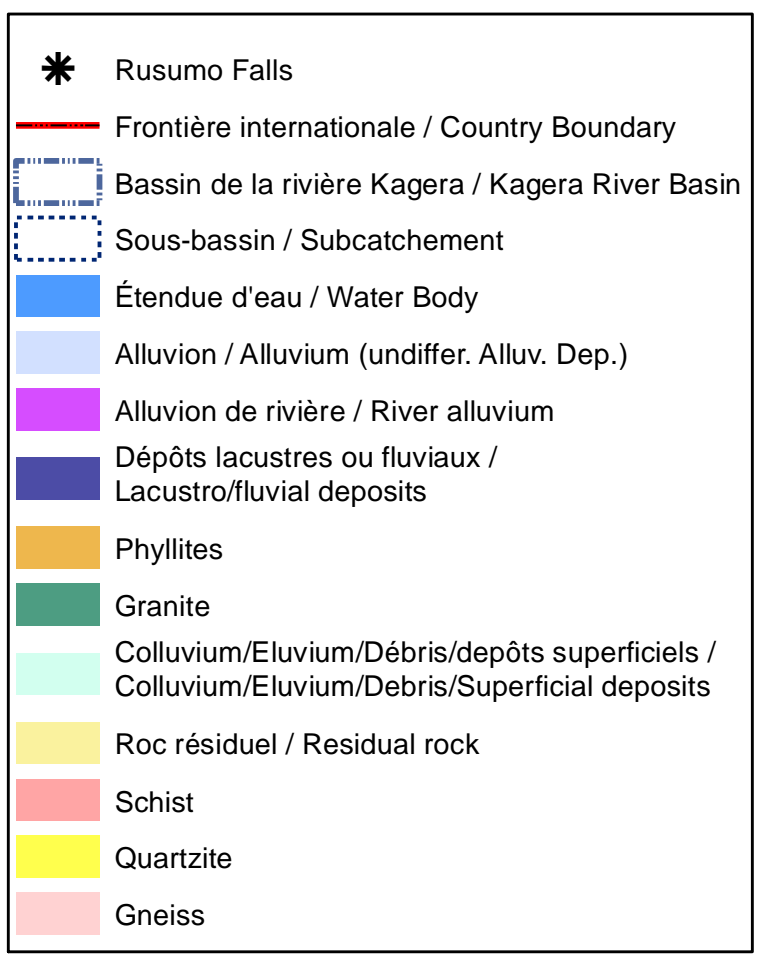 Rusumo Falls
Frontière internationale / Country Boundary
Bassin de la rivière Kagera / Kagera River Basin
Sous-bassin / Subcatchement
Étendue d'eau / Water Body
Alluvion / Alluvium (undiffer. Alluv. Dep.)
Alluvion de rivière / River alluvium
Dépôts lacustres ou fluviaux /
Lacustro/fluvial deposits
Phyllites
Granite
Colluvium/Eluvium/Débris/depôts superficiels /
Colluvium/Eluvium/Debris/Superficial deposits
Roc résiduel / Residual rock
Schist
Quartzite
Gneiss